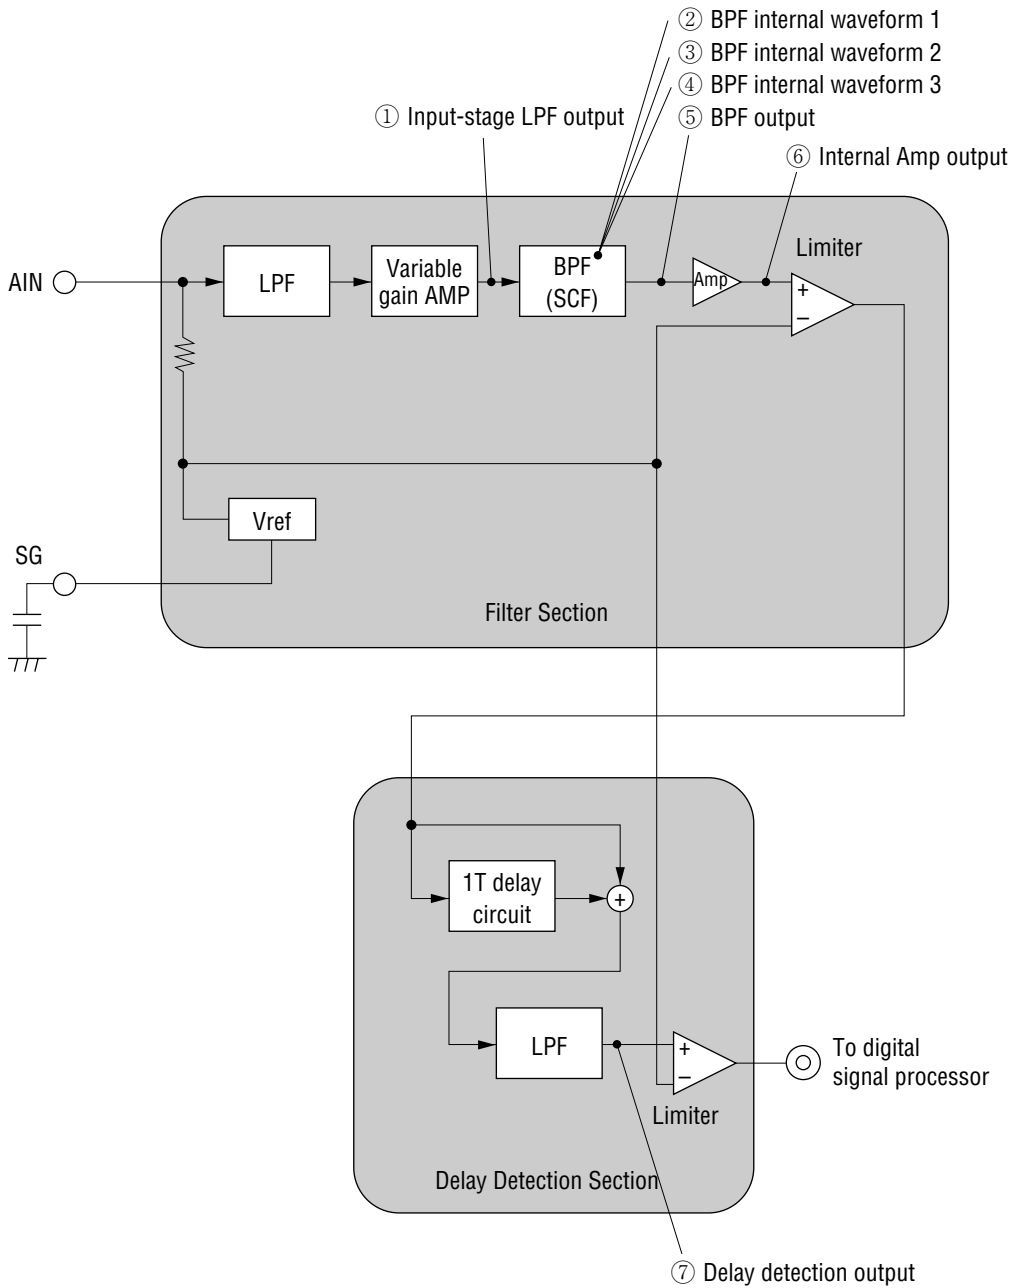 ② BPF internal waveform 1
③ BPF internal waveform 2
④ BPF internal waveform 3
① Input-stage LPF output
⑤ BPF output
⑥ Internal Amp output
AIN
LPF
Variable
gain AMP
BPF
(SCF)
Amp
Limiter
+
−
Vref
SG
Filter Section
1T delay
circuit
+
LPF
+
−
Limiter
To digital
signal processor
Delay Detection Section
⑦ Delay detection output